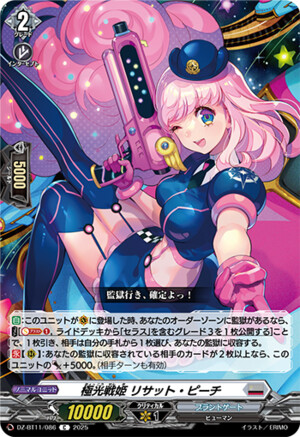 2
グレード
インターセプト
シールド
5000
監獄行き、確定よっ!
:このユニットが に登場した時、あなたのオーダーゾーンに監獄があるなら、
、ライドデッキから「セラス」を含むグレード3を1枚公開する】こと
で、1枚引き、相手は自分の手札から1枚選び、あなたの監獄に収容する。
:あなたの監獄に収容されている相手のカードが2枚以上なら、この
ユニットの +5000。(相手ターンも有効)
ノーマルユニット
極光戦姫 リサット・ピーチ
DZ-BT11/086 C 2025
パワー
10000
クリティカル
1
ブラントゲート
ヒューマン
イラスト/ERIMO